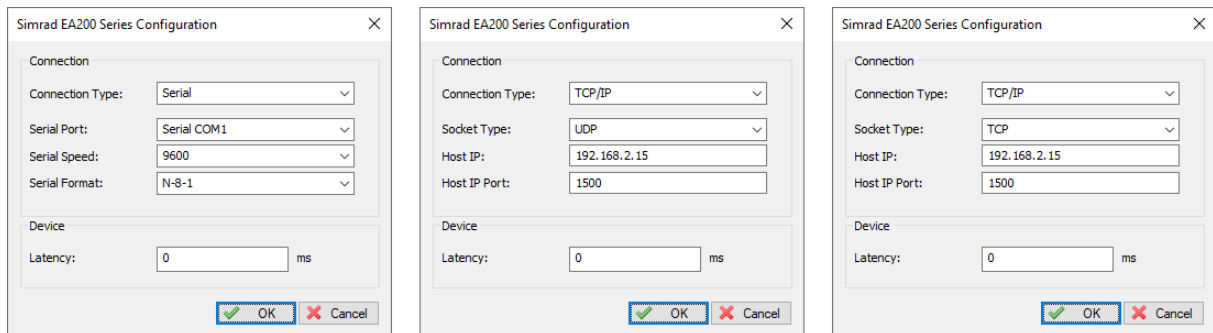 Simrad EA200 Series Configuration
Connection
Connection Type: Serial
Serial Port: Serial COM1
Serial Speed: 9600
Serial Format: N-8-1
Device
Latency: 0 ms
OK Cancel
Simrad EA200 Series Configuration
Connection
Connection Type: TCP/IP
Socket Type: UDP
Host IP: 192.168.2.15
Host IP Port: 1500
Device
Latency: 0 ms
OK Cancel
Simrad EA200 Series Configuration
Connection
Connection Type: TCP/IP
Socket Type: TCP
Host IP: 192.168.2.15
Host IP Port: 1500
Device
Latency: 0 ms
OK Cancel